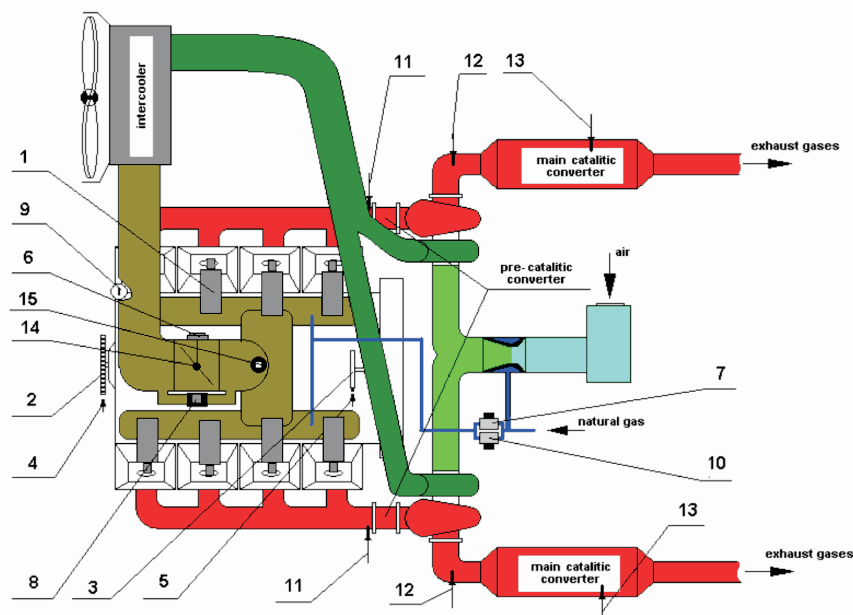 11
12
13
intercooler
main catalitic
converter
exhaust gases
1
9
6
15
14
2
4
8
3
5
air
pre-catalitic
converter
7
natural gas
10
11
12
13
main catalitic
converter
exhaust gases